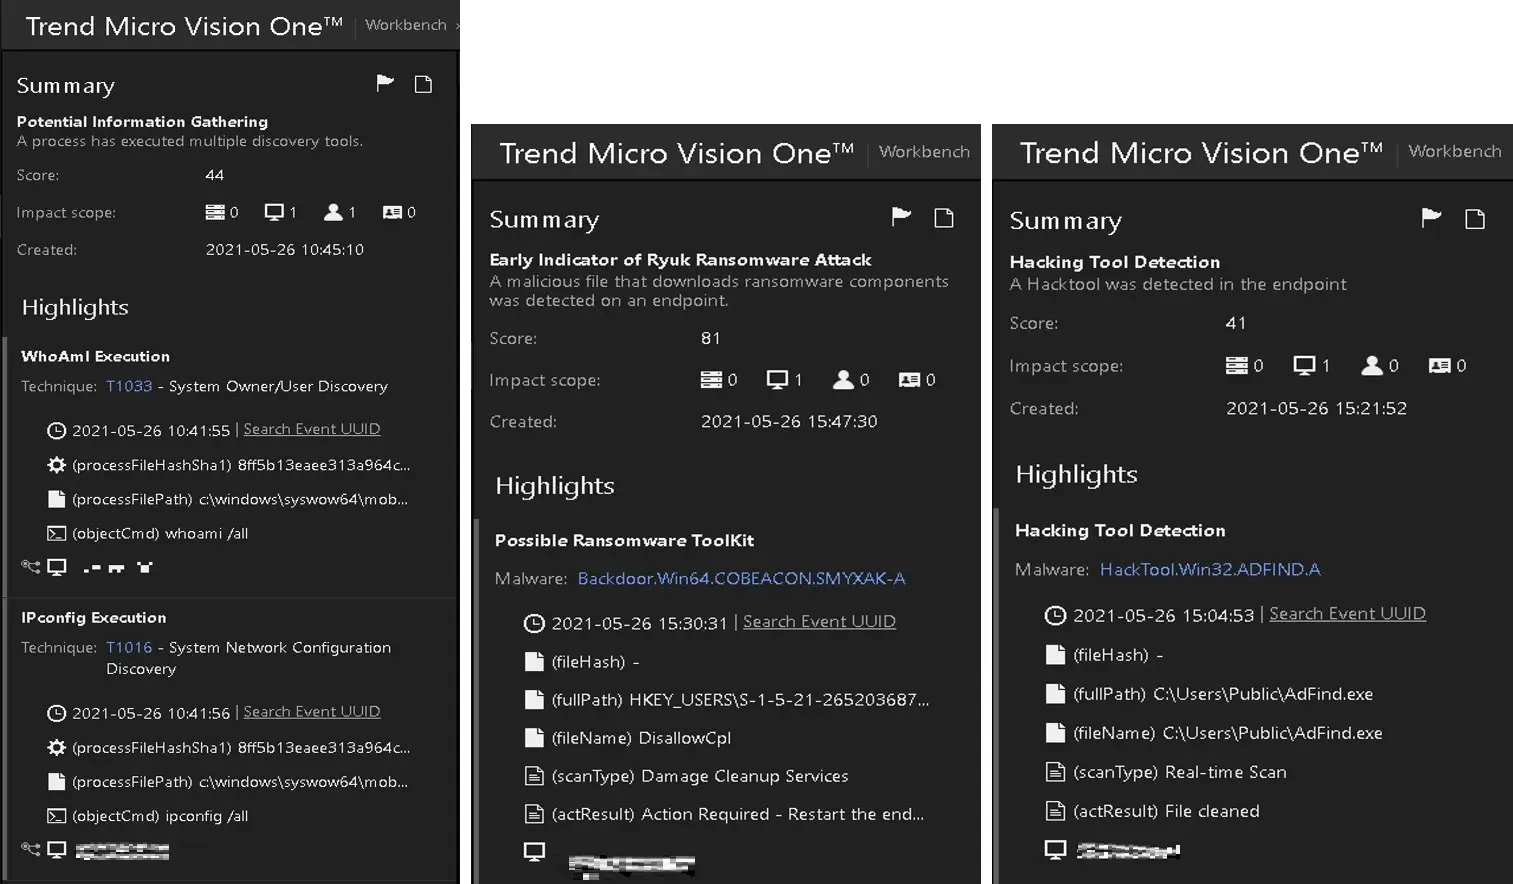 Trend Micro Vision One™ | Workbench ›
Summary
Potential Information Gathering
A process has executed multiple discovery tools.
Score: 44
Impact scope: 0 1 1 0
Created: 2021-05-26 10:45:10
Highlights
WhoAmI Execution
Technique: T1033 - System Owner/User Discovery
2021-05-26 10:41:55 | Search Event UUID
(processFileHashSha1) 8ff5b13eaee313a964c...
(processFilePath) c:\windows\syswow64\mob...
(objectCmd) whoami /all
IPconfig Execution
Technique: T1016 - System Network Configuration
Discovery
2021-05-26 10:41:56 | Search Event UUID
(processFileHashSha1) 8ff5b13eaee313a964c...
(processFilePath) c:\windows\syswow64\mob...
(objectCmd) ipconfig /all
Trend Micro Vision One™ | Workbench
Summary
Early Indicator of Ryuk Ransomware Attack
A malicious file that downloads ransomware components
was detected on an endpoint.
Score: 81
Impact scope: 0 1 0 0
Created: 2021-05-26 15:47:30
Highlights
Possible Ransomware ToolKit
Malware: Backdoor.Win64.COBEACON.SMYXAK-A
2021-05-26 15:30:31 | Search Event UUID
(fileHash) -
(fullPath) HKEY_USERS\S-1-5-21-265203687...
(fileName) DisallowCpl
(scanType) Damage Cleanup Services
(actResult) Action Required - Restart the end...
Trend Micro Vision One™ | Workbench
Summary
Hacking Tool Detection
A Hacktool was detected in the endpoint
Score: 41
Impact scope: 0 1 0 0
Created: 2021-05-26 15:21:52
Highlights
Hacking Tool Detection
Malware: HackTool.Win32.ADFIND.A
2021-05-26 15:04:53 | Search Event UUID
(fileHash) -
(fullPath) C:\Users\Public\AdFind.exe
(fileName) C:\Users\Public\AdFind.exe
(scanType) Real-time Scan
(actResult) File cleaned